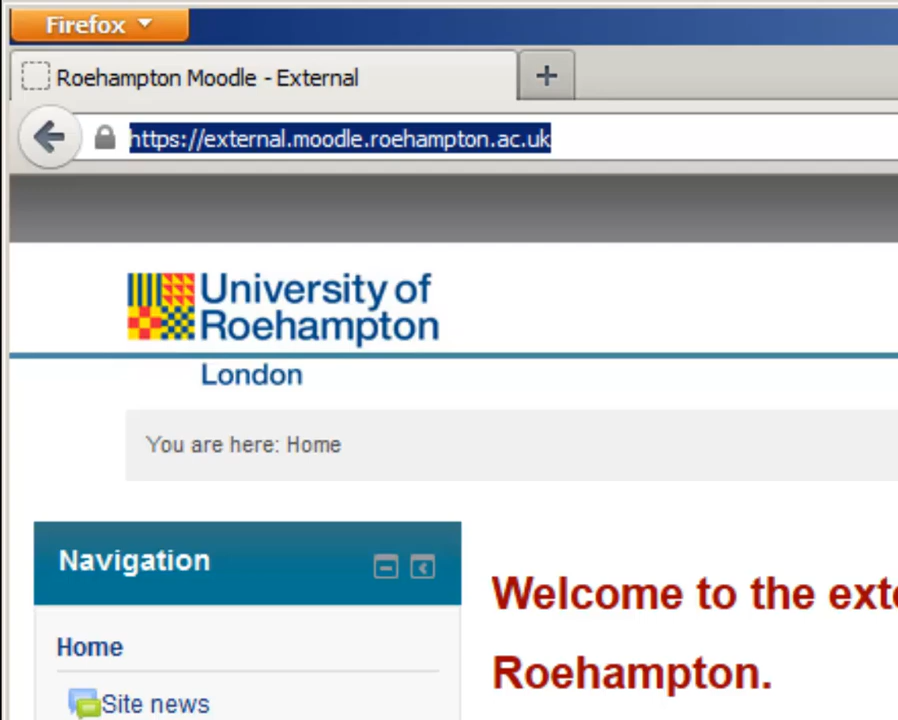 Firefox
Roehampton Moodle - External
https://external.moodle.roehampton.ac.uk
University of
Roehampton
London
You are here: Home
Navigation
Home
Welcome to the
Site news
Roehampton.